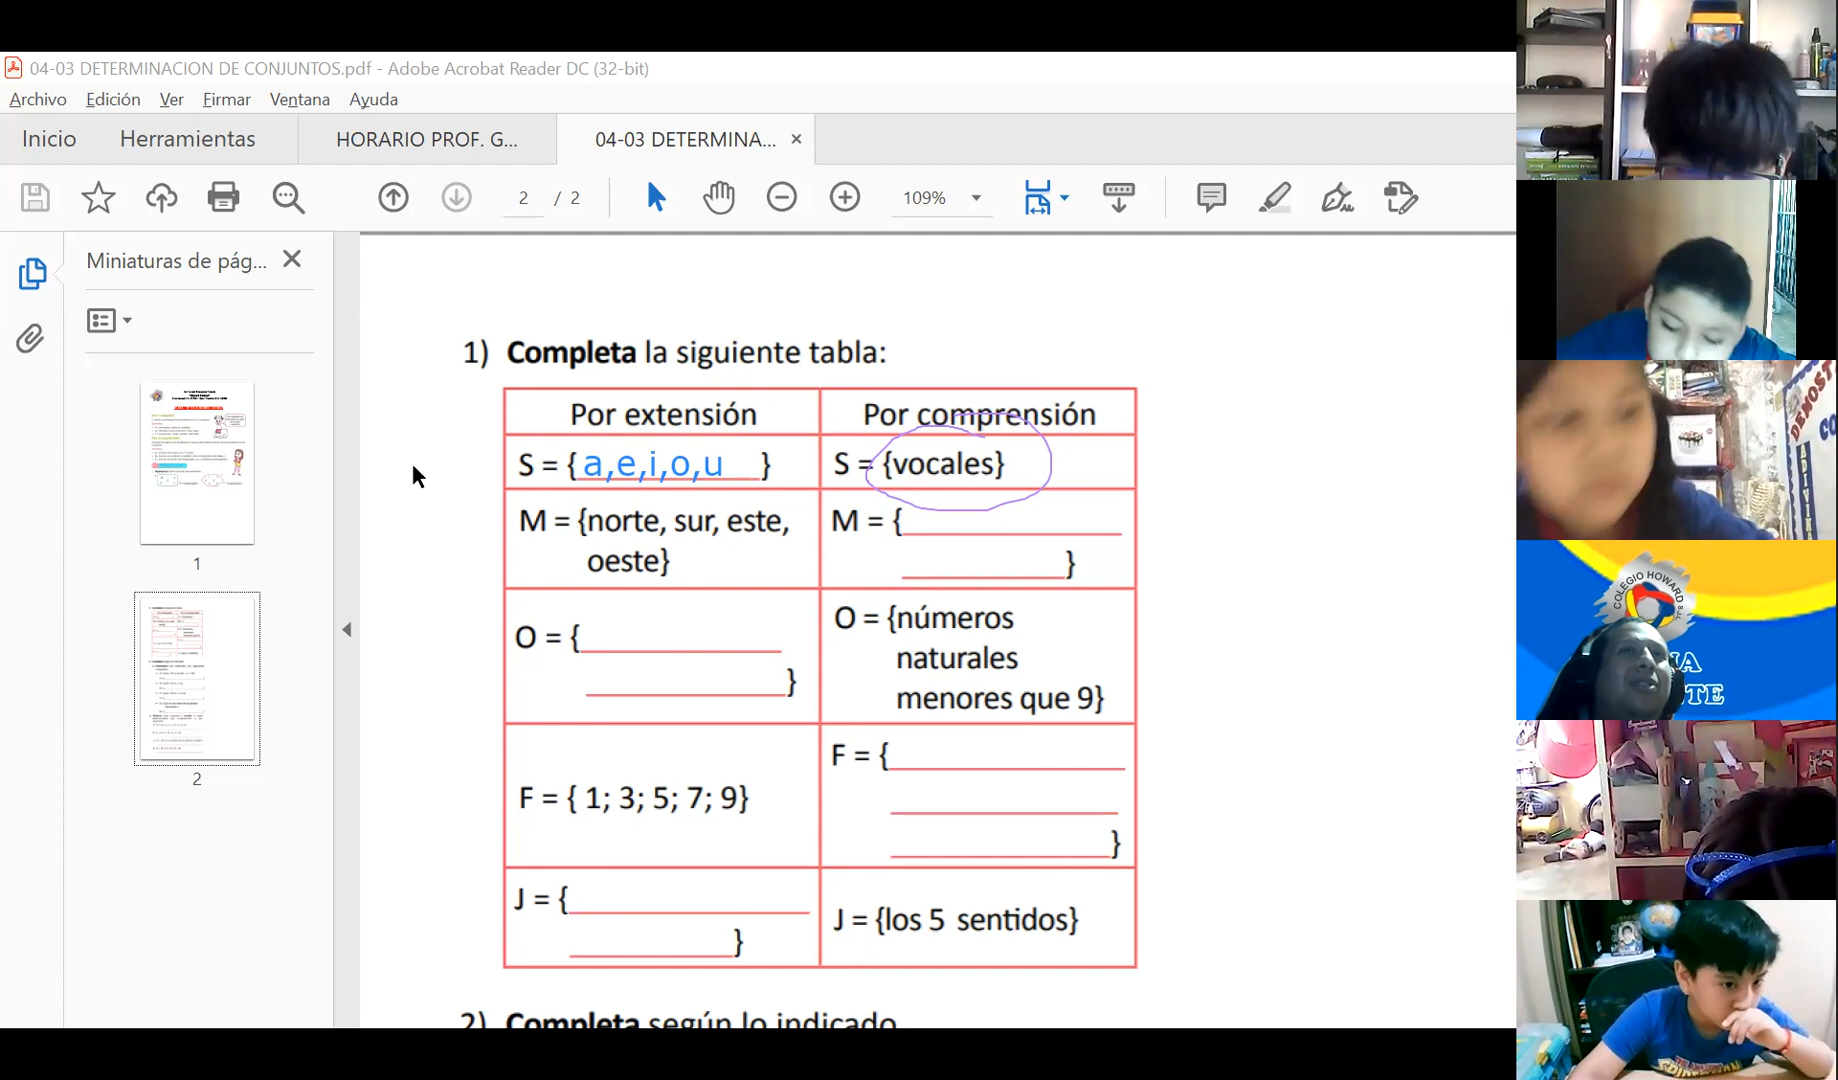 04-03 DETERMINACION DE CONJUNTOS.pdf - Adobe Acrobat Reader DC (32-bit)
Archivo Edición Ver Firmar Ventana Ayuda
Inicio Herramientas HORARIO PROF. G... 04-03 DETERMINA... ×
2 / 2 109%
Miniaturas de pág...
1
2
1) Completa la siguiente tabla:
Por extensión Por comprensión
S = { a,e,i,o,u } S = {vocales}
M = {norte, sur, este, oeste} M = { }
O = { } O = {números naturales menores que 9}
F = { 1; 3; 5; 7; 9} F = { }
J = { } J = {los 5 sentidos}
2) Completa según lo indicado
COLEGIO HOWARD